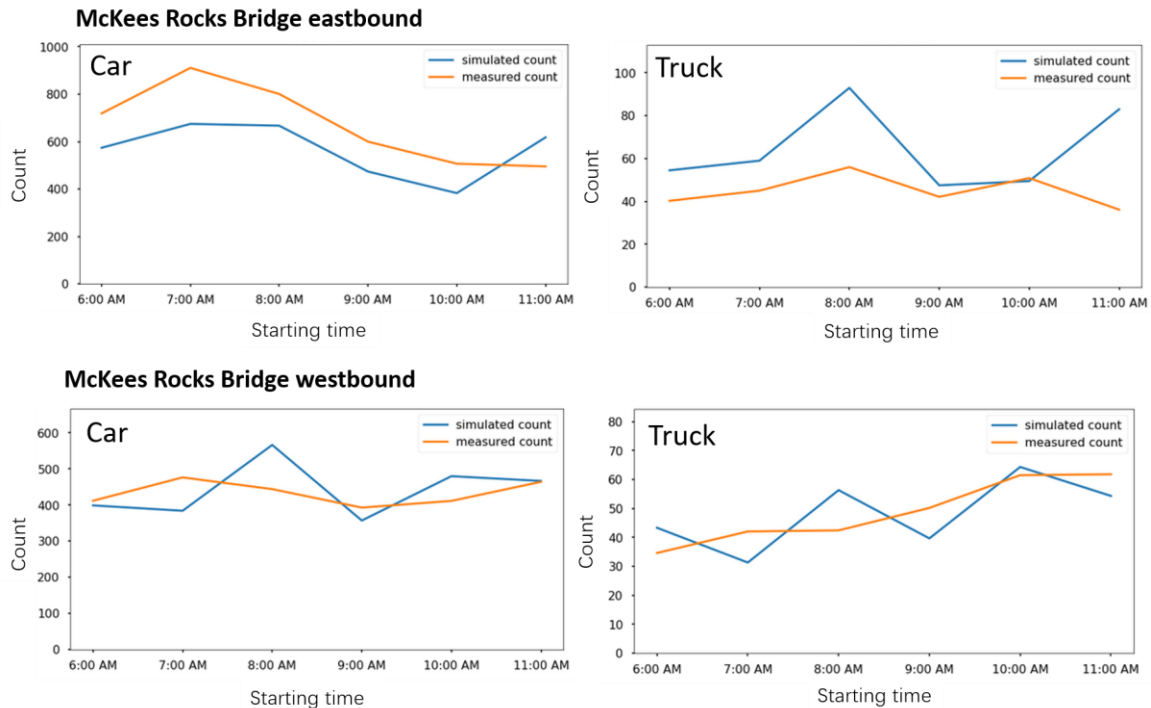 McKees Rocks Bridge eastbound
Car
simulated count
measured count
Count
1000
800
600
400
200
0
6:00 AM 7:00 AM 8:00 AM 9:00 AM 10:00 AM 11:00 AM
Starting time
Truck
simulated count
measured count
Count
100
80
60
40
20
0
6:00 AM 7:00 AM 8:00 AM 9:00 AM 10:00 AM 11:00 AM
Starting time
McKees Rocks Bridge westbound
Car
simulated count
measured count
Count
600
500
400
300
200
100
0
6:00 AM 7:00 AM 8:00 AM 9:00 AM 10:00 AM 11:00 AM
Starting time
Truck
simulated count
measured count
Count
80
70
60
50
40
30
20
10
0
6:00 AM 7:00 AM 8:00 AM 9:00 AM 10:00 AM 11:00 AM
Starting time